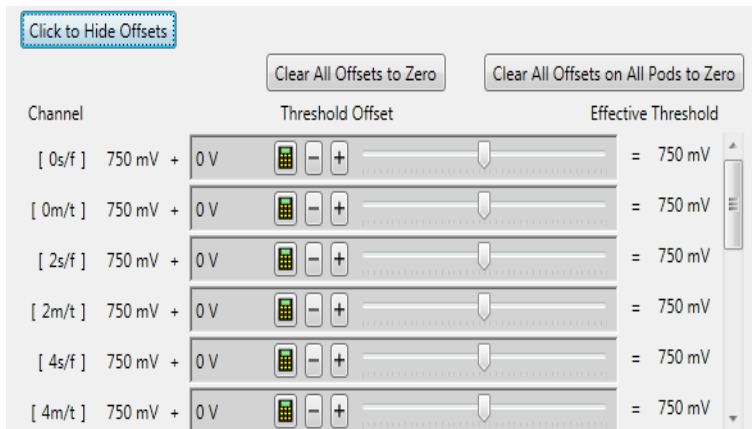 Click to Hide Offsets
Clear All Offsets to Zero Clear All Offsets on All Pods to Zero
Channel Threshold Offset Effective Threshold
[ 0s/f ] 750 mV + 0 V - + = 750 mV
[ 0m/t ] 750 mV + 0 V - + = 750 mV
[ 2s/f ] 750 mV + 0 V - + = 750 mV
[ 2m/t ] 750 mV + 0 V - + = 750 mV
[ 4s/f ] 750 mV + 0 V - + = 750 mV
[ 4m/t ] 750 mV + 0 V - + = 750 mV